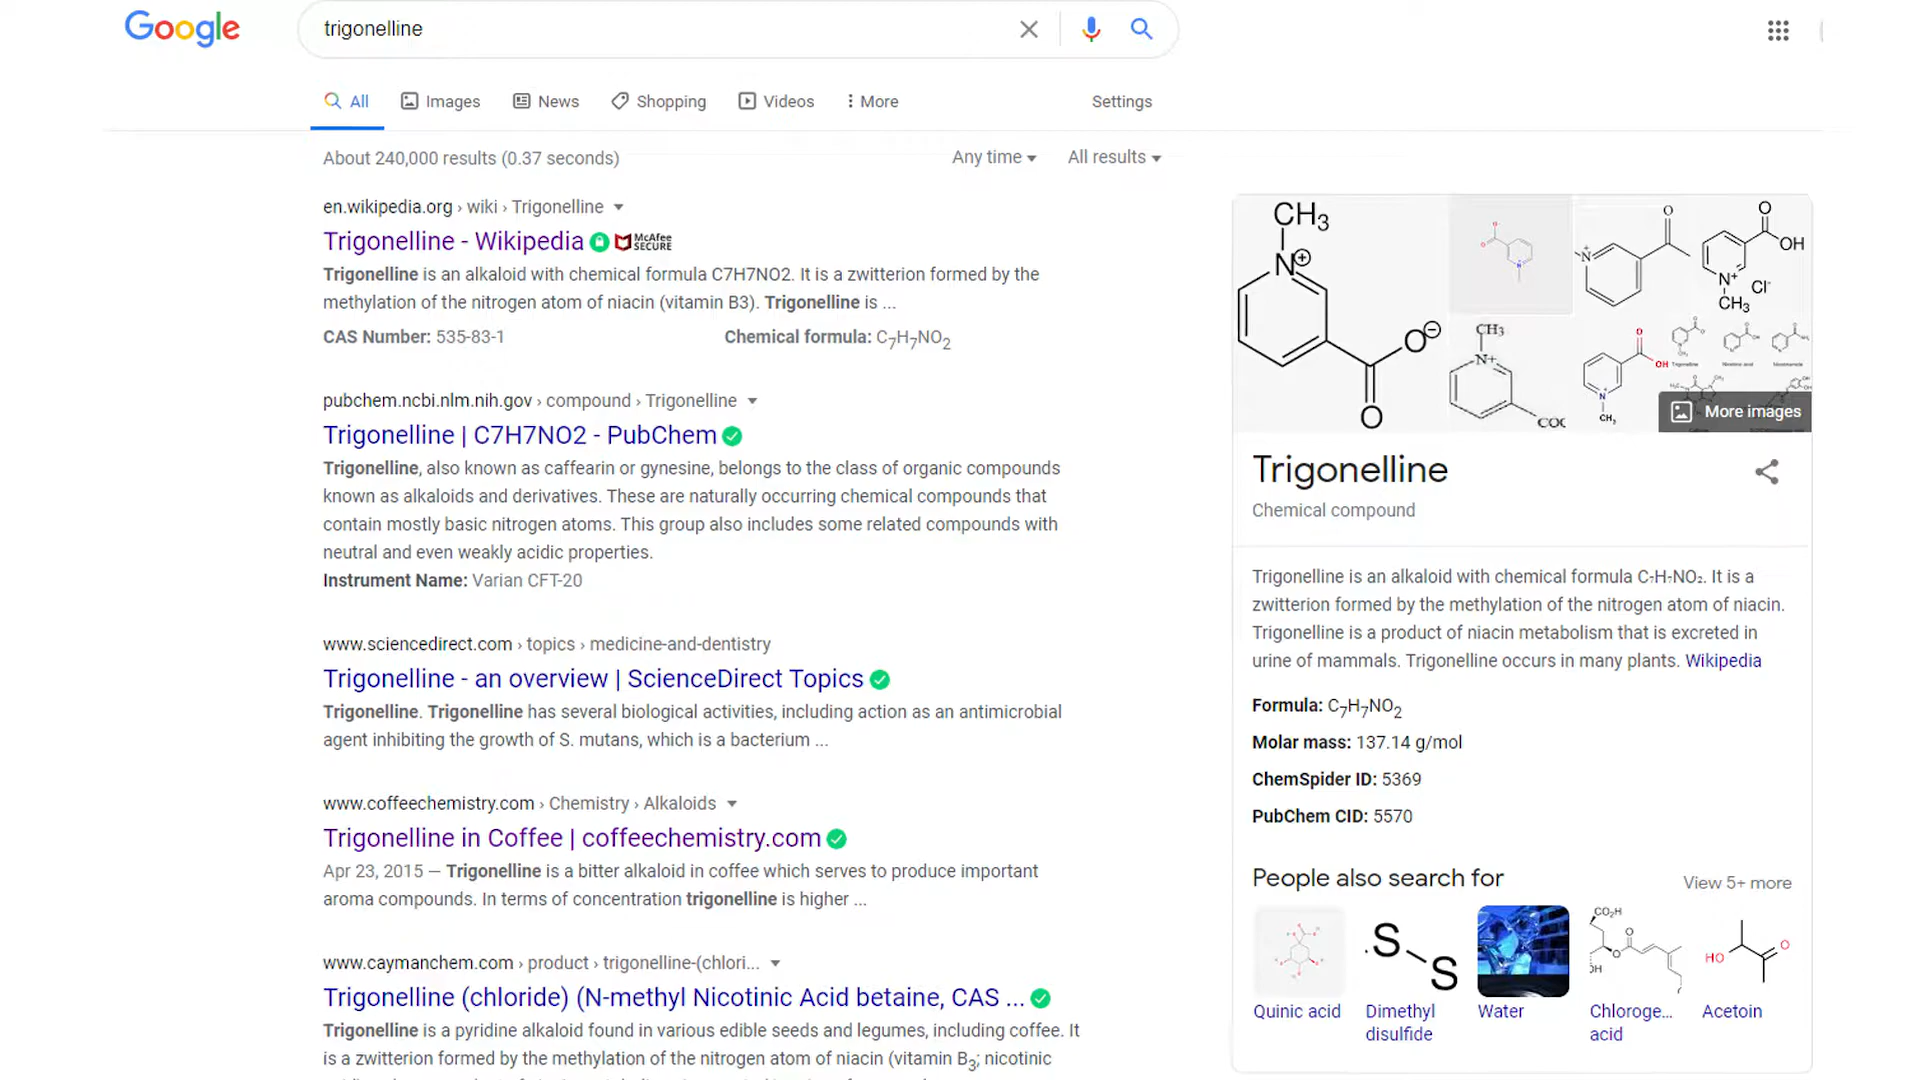 Google
trigonelline
All
Images
News
Shopping
Videos
More
Settings
About 240,000 results (0.37 seconds)
Any time
All results
en.wikipedia.org › wiki › Trigonelline
Trigonelline - Wikipedia
McAfee
SECURE
Trigonelline is an alkaloid with chemical formula C7H7NO2. It is a zwitterion formed by the
methylation of the nitrogen atom of niacin (vitamin B3). Trigonelline is ...
CAS Number: 535-83-1
Chemical formula: C7H7NO2
pubchem.ncbi.nlm.nih.gov › compound › Trigonelline
Trigonelline | C7H7NO2 - PubChem
Trigonelline, also known as caffearin or gynesine, belongs to the class of organic compounds
known as alkaloids and derivatives. These are naturally occurring chemical compounds that
contain mostly basic nitrogen atoms. This group also includes some related compounds with
neutral and even weakly acidic properties.
Instrument Name: Varian CFT-20
www.sciencedirect.com › topics › medicine-and-dentistry
Trigonelline - an overview | ScienceDirect Topics
Trigonelline. Trigonelline has several biological activities, including action as an antimicrobial
agent inhibiting the growth of S. mutans, which is a bacterium ...
www.coffeechemistry.com › Chemistry › Alkaloids
Trigonelline in Coffee | coffeechemistry.com
Apr 23, 2015 — Trigonelline is a bitter alkaloid in coffee which serves to produce important
aroma compounds. In terms of concentration trigonelline is higher ...
www.caymanchem.com › product › trigonelline-(chlori...
Trigonelline (chloride) (N-methyl Nicotinic Acid betaine, CAS ...
Trigonelline is a pyridine alkaloid found in various edible seeds and legumes, including coffee. It
is a zwitterion formed by the methylation of the nitrogen atom of niacin (vitamin B3; nicotinic
CH3
N+
O−
O
N+
O
O
OH
N+
Cl-
CH3
CH3
N+
COO
O
OH
N+
CH3
More images
Trigonelline
Chemical compound
Trigonelline is an alkaloid with chemical formula C₇H₇NO₂. It is a
zwitterion formed by the methylation of the nitrogen atom of niacin.
Trigonelline is a product of niacin metabolism that is excreted in
urine of mammals. Trigonelline occurs in many plants. Wikipedia
Formula: C7H7NO2
Molar mass: 137.14 g/mol
ChemSpider ID: 5369
PubChem CID: 5570
People also search for
View 5+ more
CO2H
O
S
S
HO
O
Quinic acid
Dimethyl
disulfide
Water
Chloroge...
acid
Acetoin